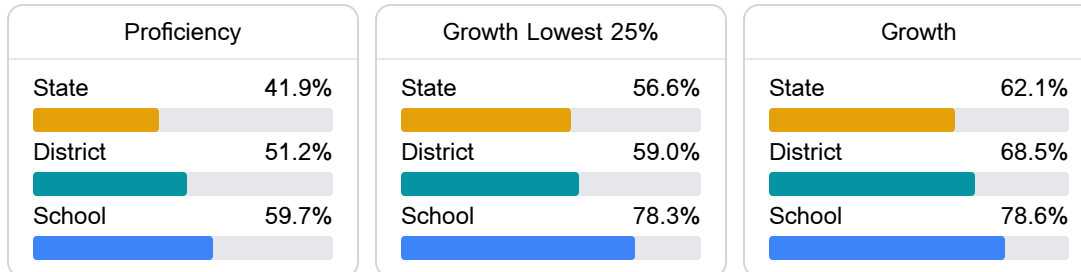 Proficiency
State 41.9%
District 51.2%
School 59.7%
Growth Lowest 25%
State 56.6%
District 59.0%
School 78.3%
Growth
State 62.1%
District 68.5%
School 78.6%